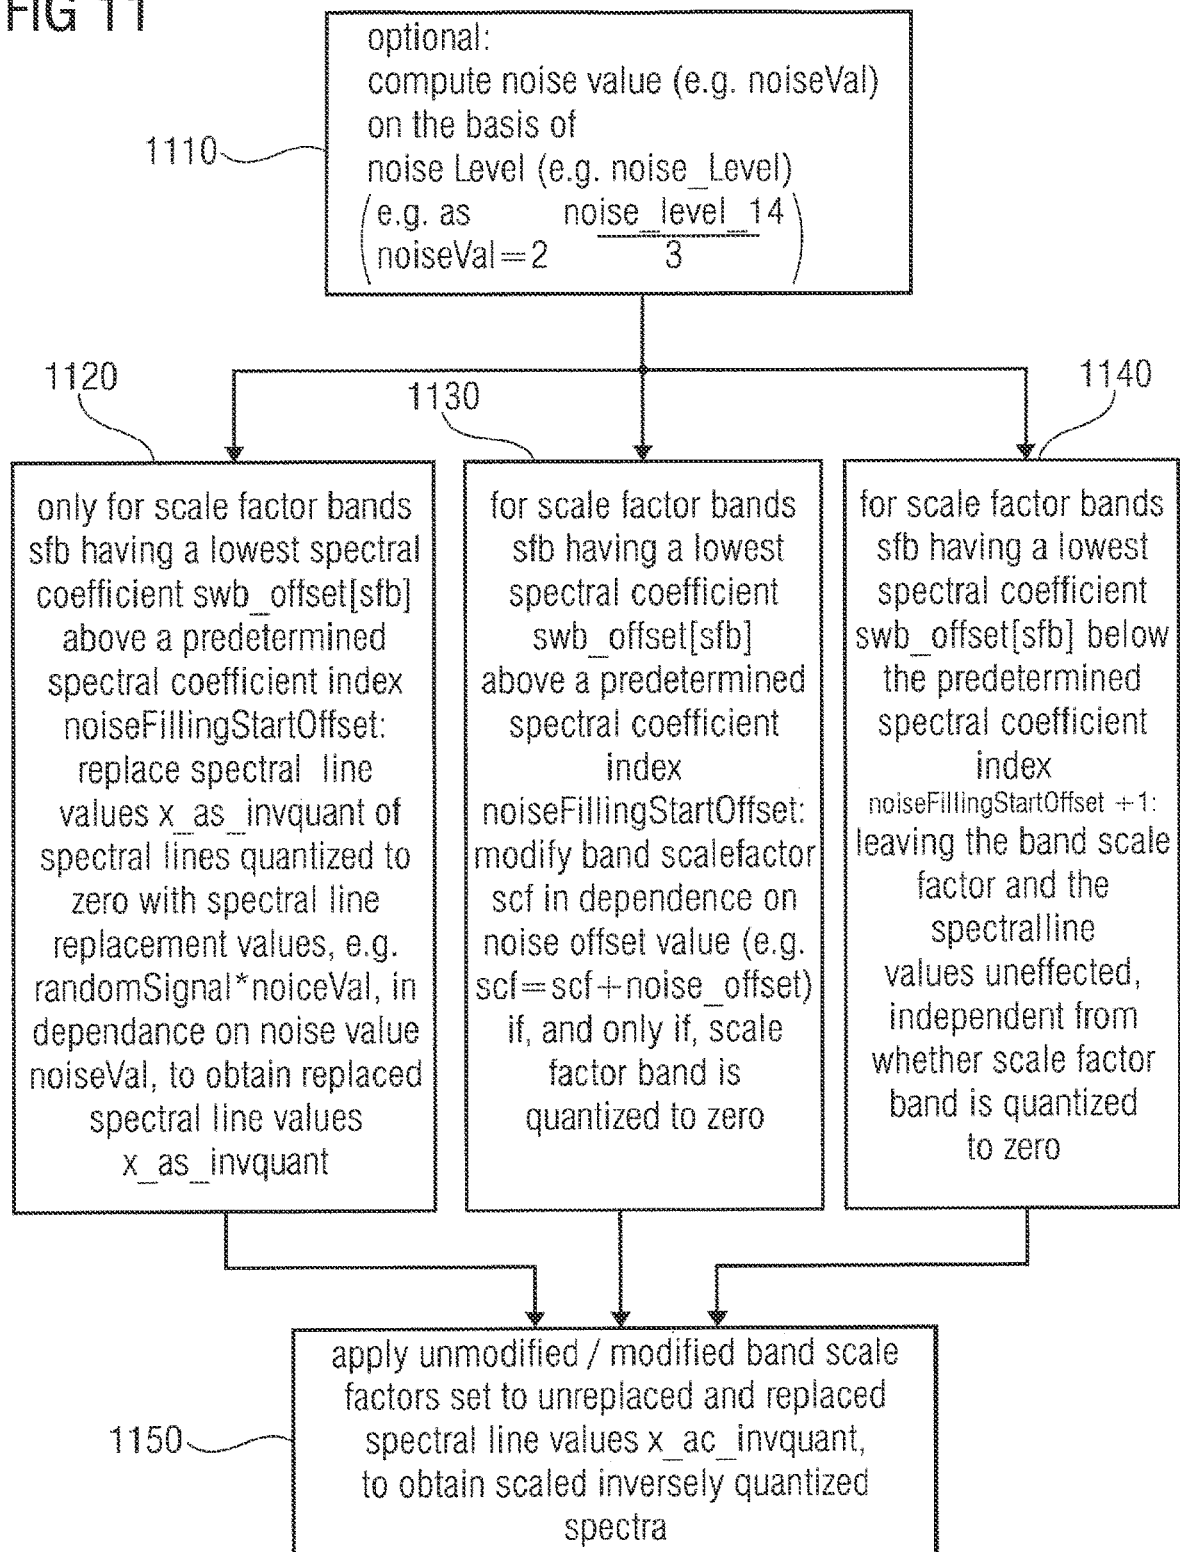 FIG 11
optional:
compute noise value (e.g. noiseVal)
on the basis of
noise Level (e.g. noise_Level)
e.g. as noise_level_14
noiseVal=2 3
1110
1120
1130
1140
only for scale factor bands
sfb having a lowest spectral
coefficient swb_offset[sfb]
above a predetermined
spectral coefficient index
noiseFillingStartOffset:
replace spectral line
values x_as_invquant of
spectral lines quantized to
zero with spectral line
replacement values, e.g.
randomSignal*noiceVal, in
dependance on noise value
noiseVal, to obtain replaced
spectral line values
x_as_invquant
for scale factor bands
sfb having a lowest
spectral coefficient
swb_offset[sfb]
above a predetermined
spectral coefficient
index
noiseFillingStartOffset:
modify band scalefactor
scf in dependence on
noise offset value (e.g.
scf=scf+noise_offset)
if, and only if, scale
factor band is
quantized to zero
for scale factor bands
sfb having a lowest
spectral coefficient
swb_offset[sfb] below
the predetermined
spectral coefficient
index
noiseFillingStartOffset +1:
leaving the band scale
factor and the
spectralline
values uneffected,
independent from
whether scale factor
band is quantized
to zero
apply unmodified / modified band scale
factors set to unreplaced and replaced
spectral line values x_ac_invquant,
to obtain scaled inversely quantized
spectra
1150